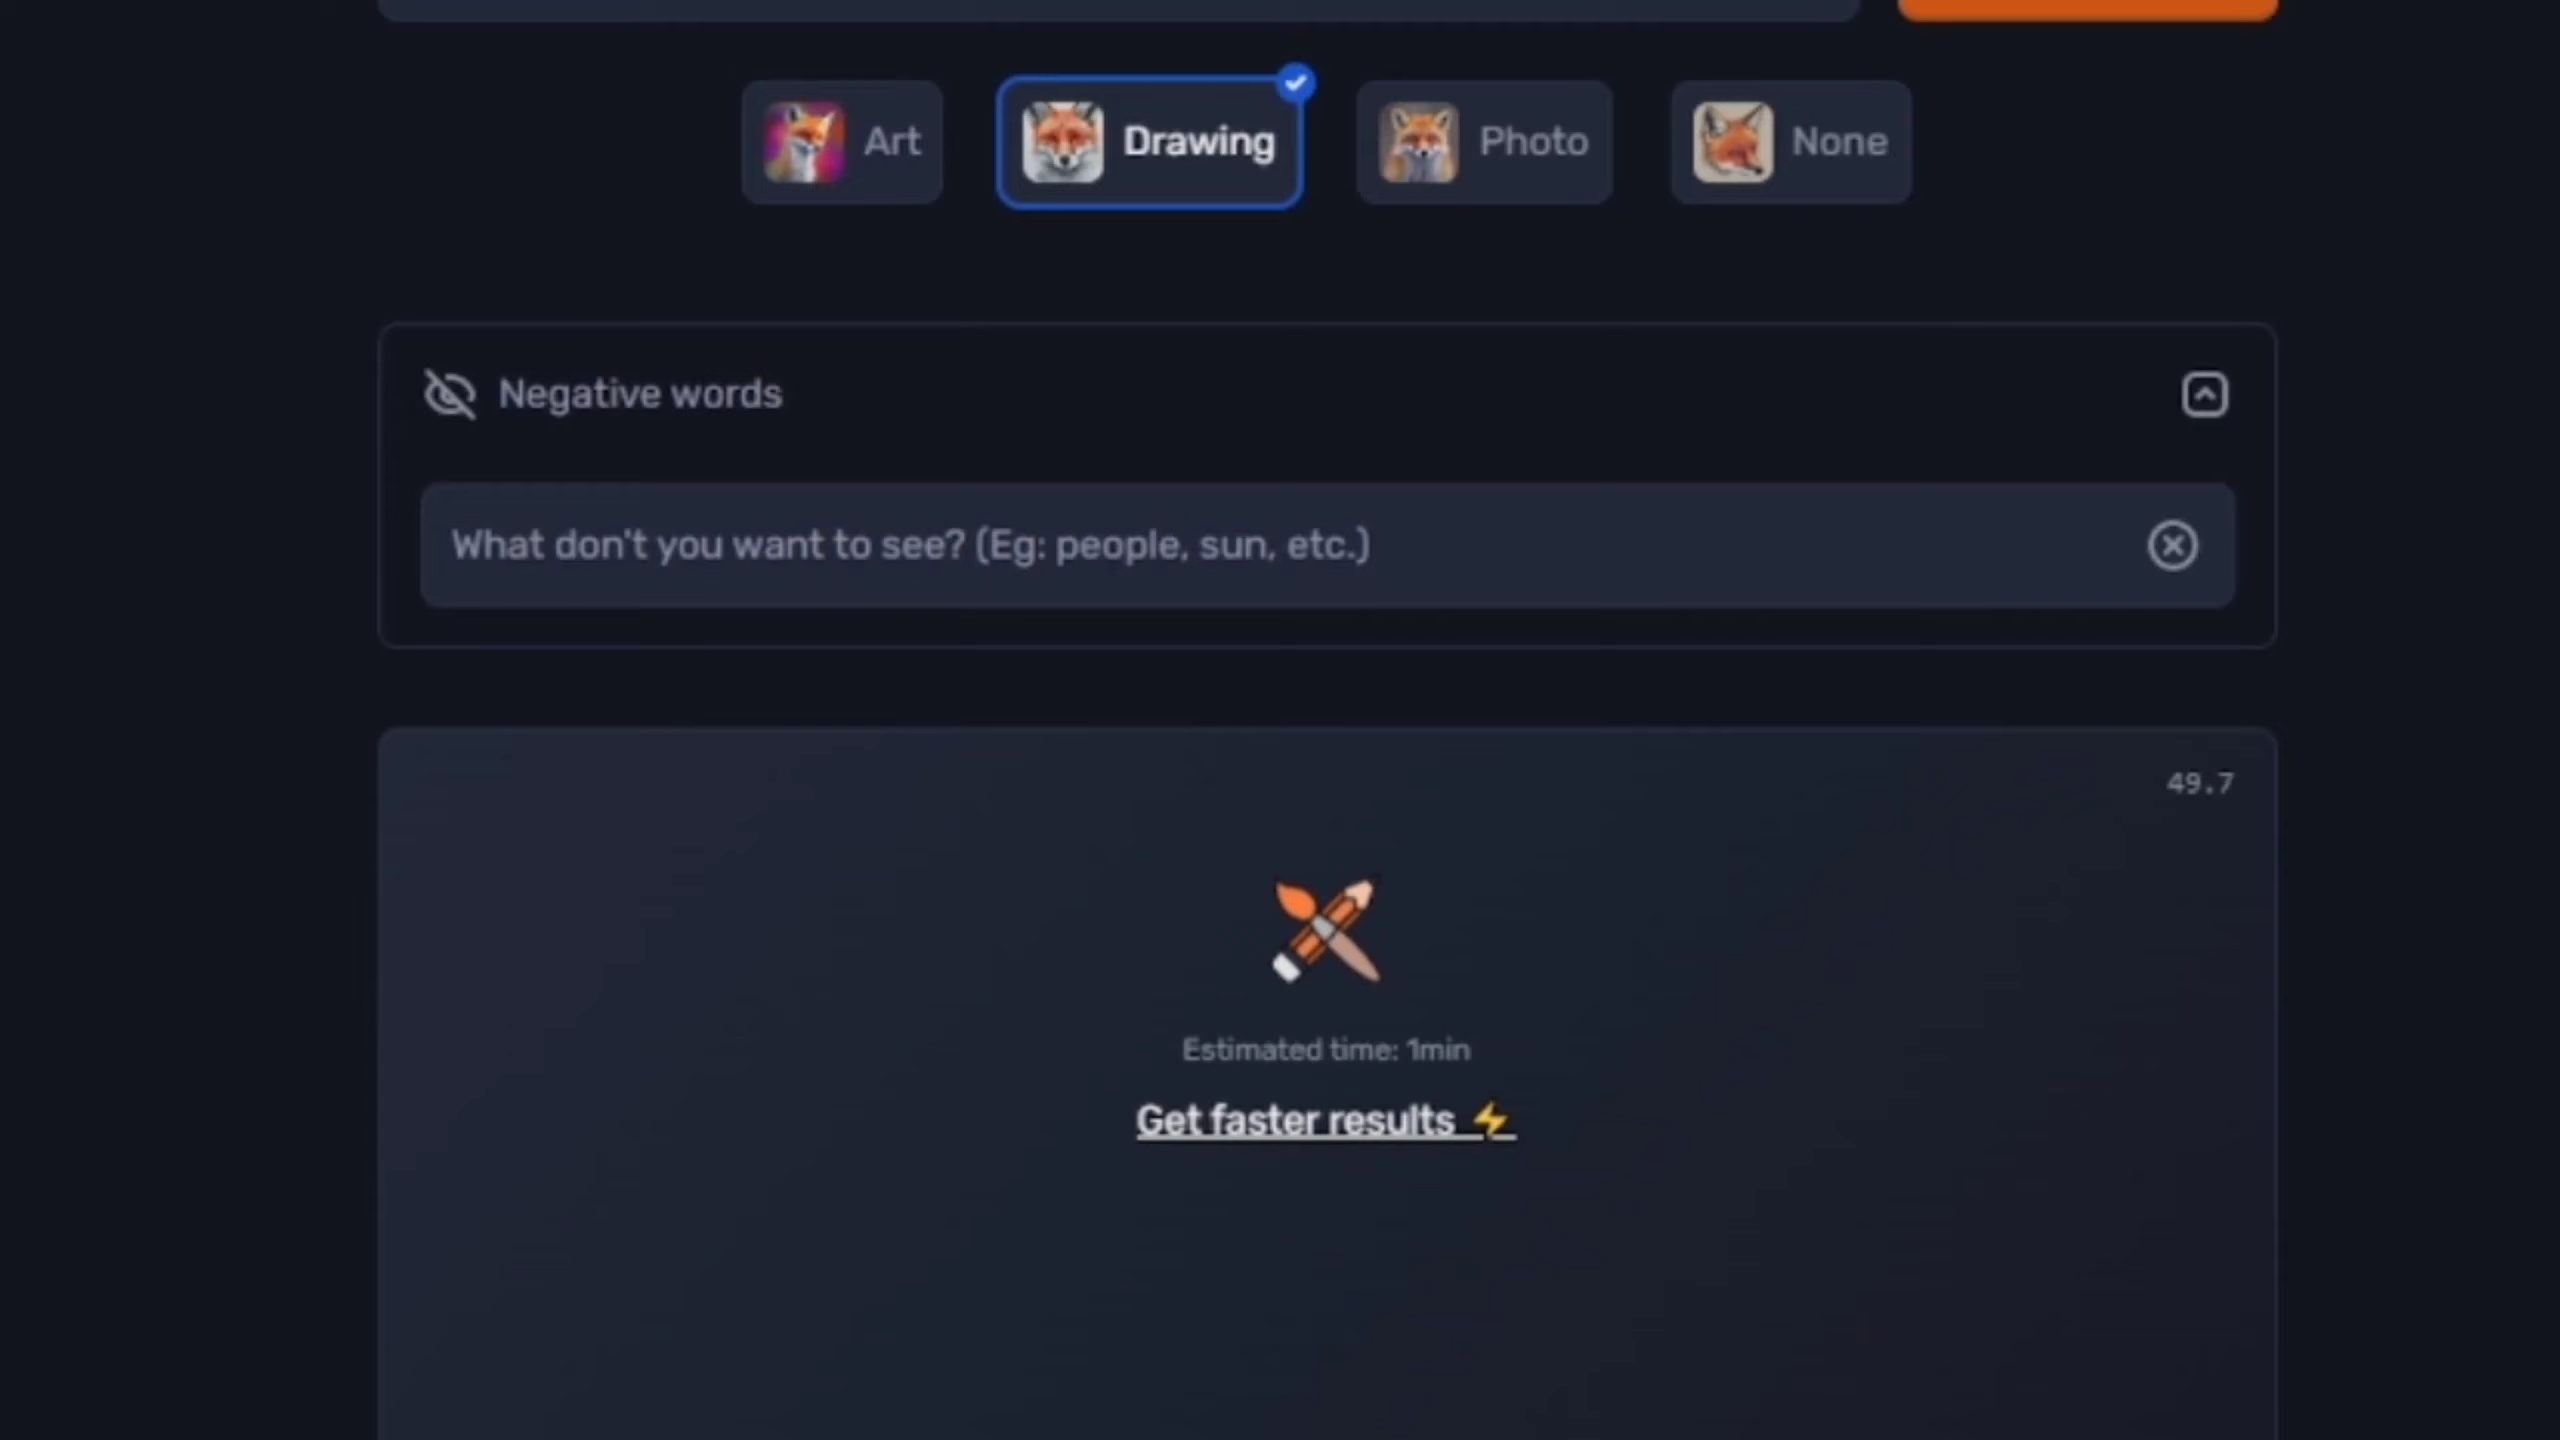 Art
Drawing
Photo
None
Negative words
What don't you want to see? (Eg: people, sun, etc.)
49.7
Estimated time: 1min
Get faster results ⚡